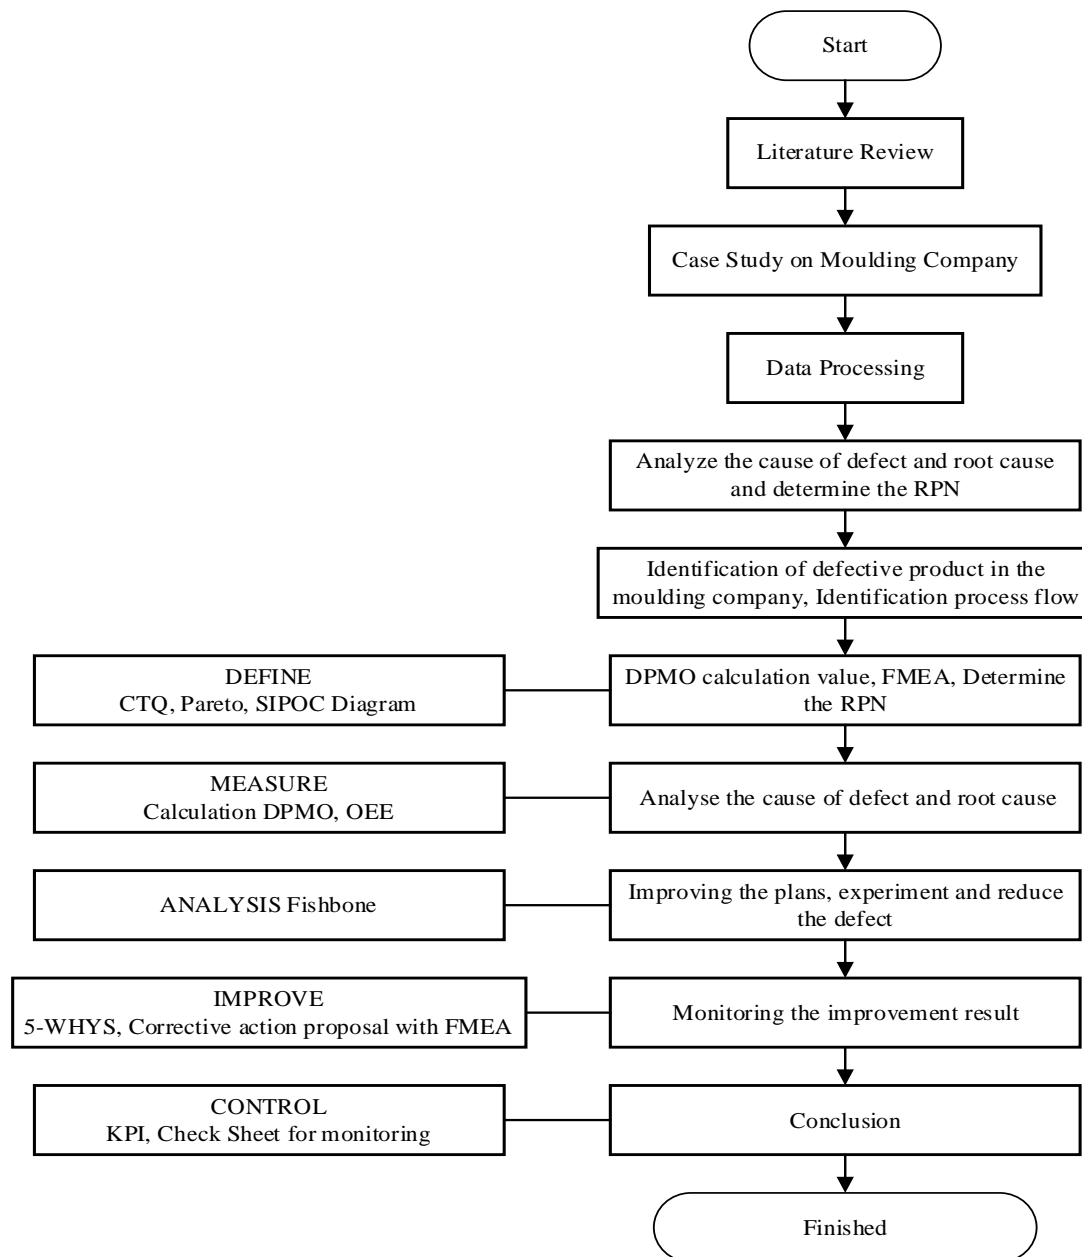 Start
Literature Review
Case Study on Moulding Company
Data Processing
Analyze the cause of defect and root cause
and determine the RPN
Identification of defective product in the
moulding company, Identification process flow
DEFINE
CTQ, Pareto, SIPOC Diagram
DPMO calculation value, FMEA, Determine
the RPN
MEASURE
Calculation DPMO, OEE
Analyse the cause of defect and root cause
ANALYSIS Fishbone
Improving the plans, experiment and reduce
the defect
IMPROVE
5-WHYS, Corrective action proposal with FMEA
Monitoring the improvement result
CONTROL
KPI, Check Sheet for monitoring
Conclusion
Finished